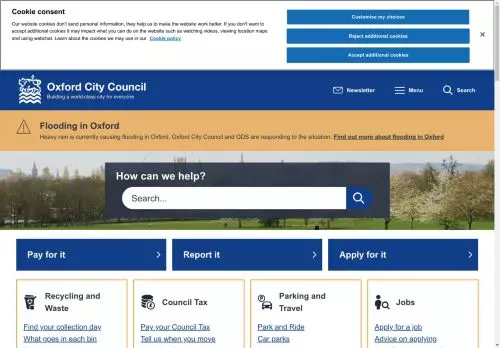 Cookie consent
Our website cookies don't send personal information, they help us to make the website work better. If you don't want to
accept additional cookies it may impact what you can do on the website such as watching videos, viewing location maps
and using webchat. Learn about the cookies we may use in our Cookie policy
Customise my choices
Reject additional cookies
Accept additional cookies
Oxford City Council
Building a world-class city for everyone
Newsletter
Menu
Search
Flooding in Oxford
Heavy rain is currently causing flooding in Oxford. Oxford City Council and ODS are responding to the situation. Find out more about flooding in Oxford
How can we help?
Search...
Pay for it
Report it
Apply for it
Recycling and
Waste
Find your collection day
What goes in each bin
Council Tax
Pay your Council Tax
Tell us when you move
Parking and
Travel
Park and Ride
Car parks
Jobs
Apply for a job
Advice on applying